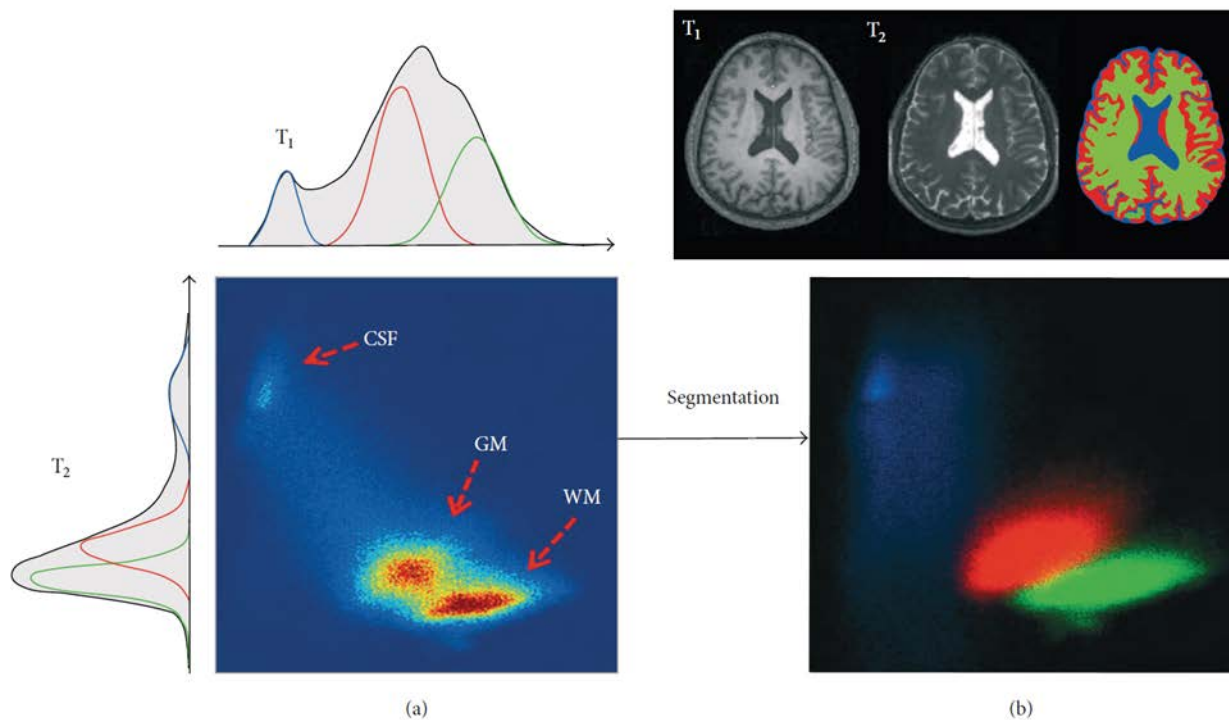 T₁ T₂
T₁
CSF
Segmentation
GM
T₂
WM
(a) (b)